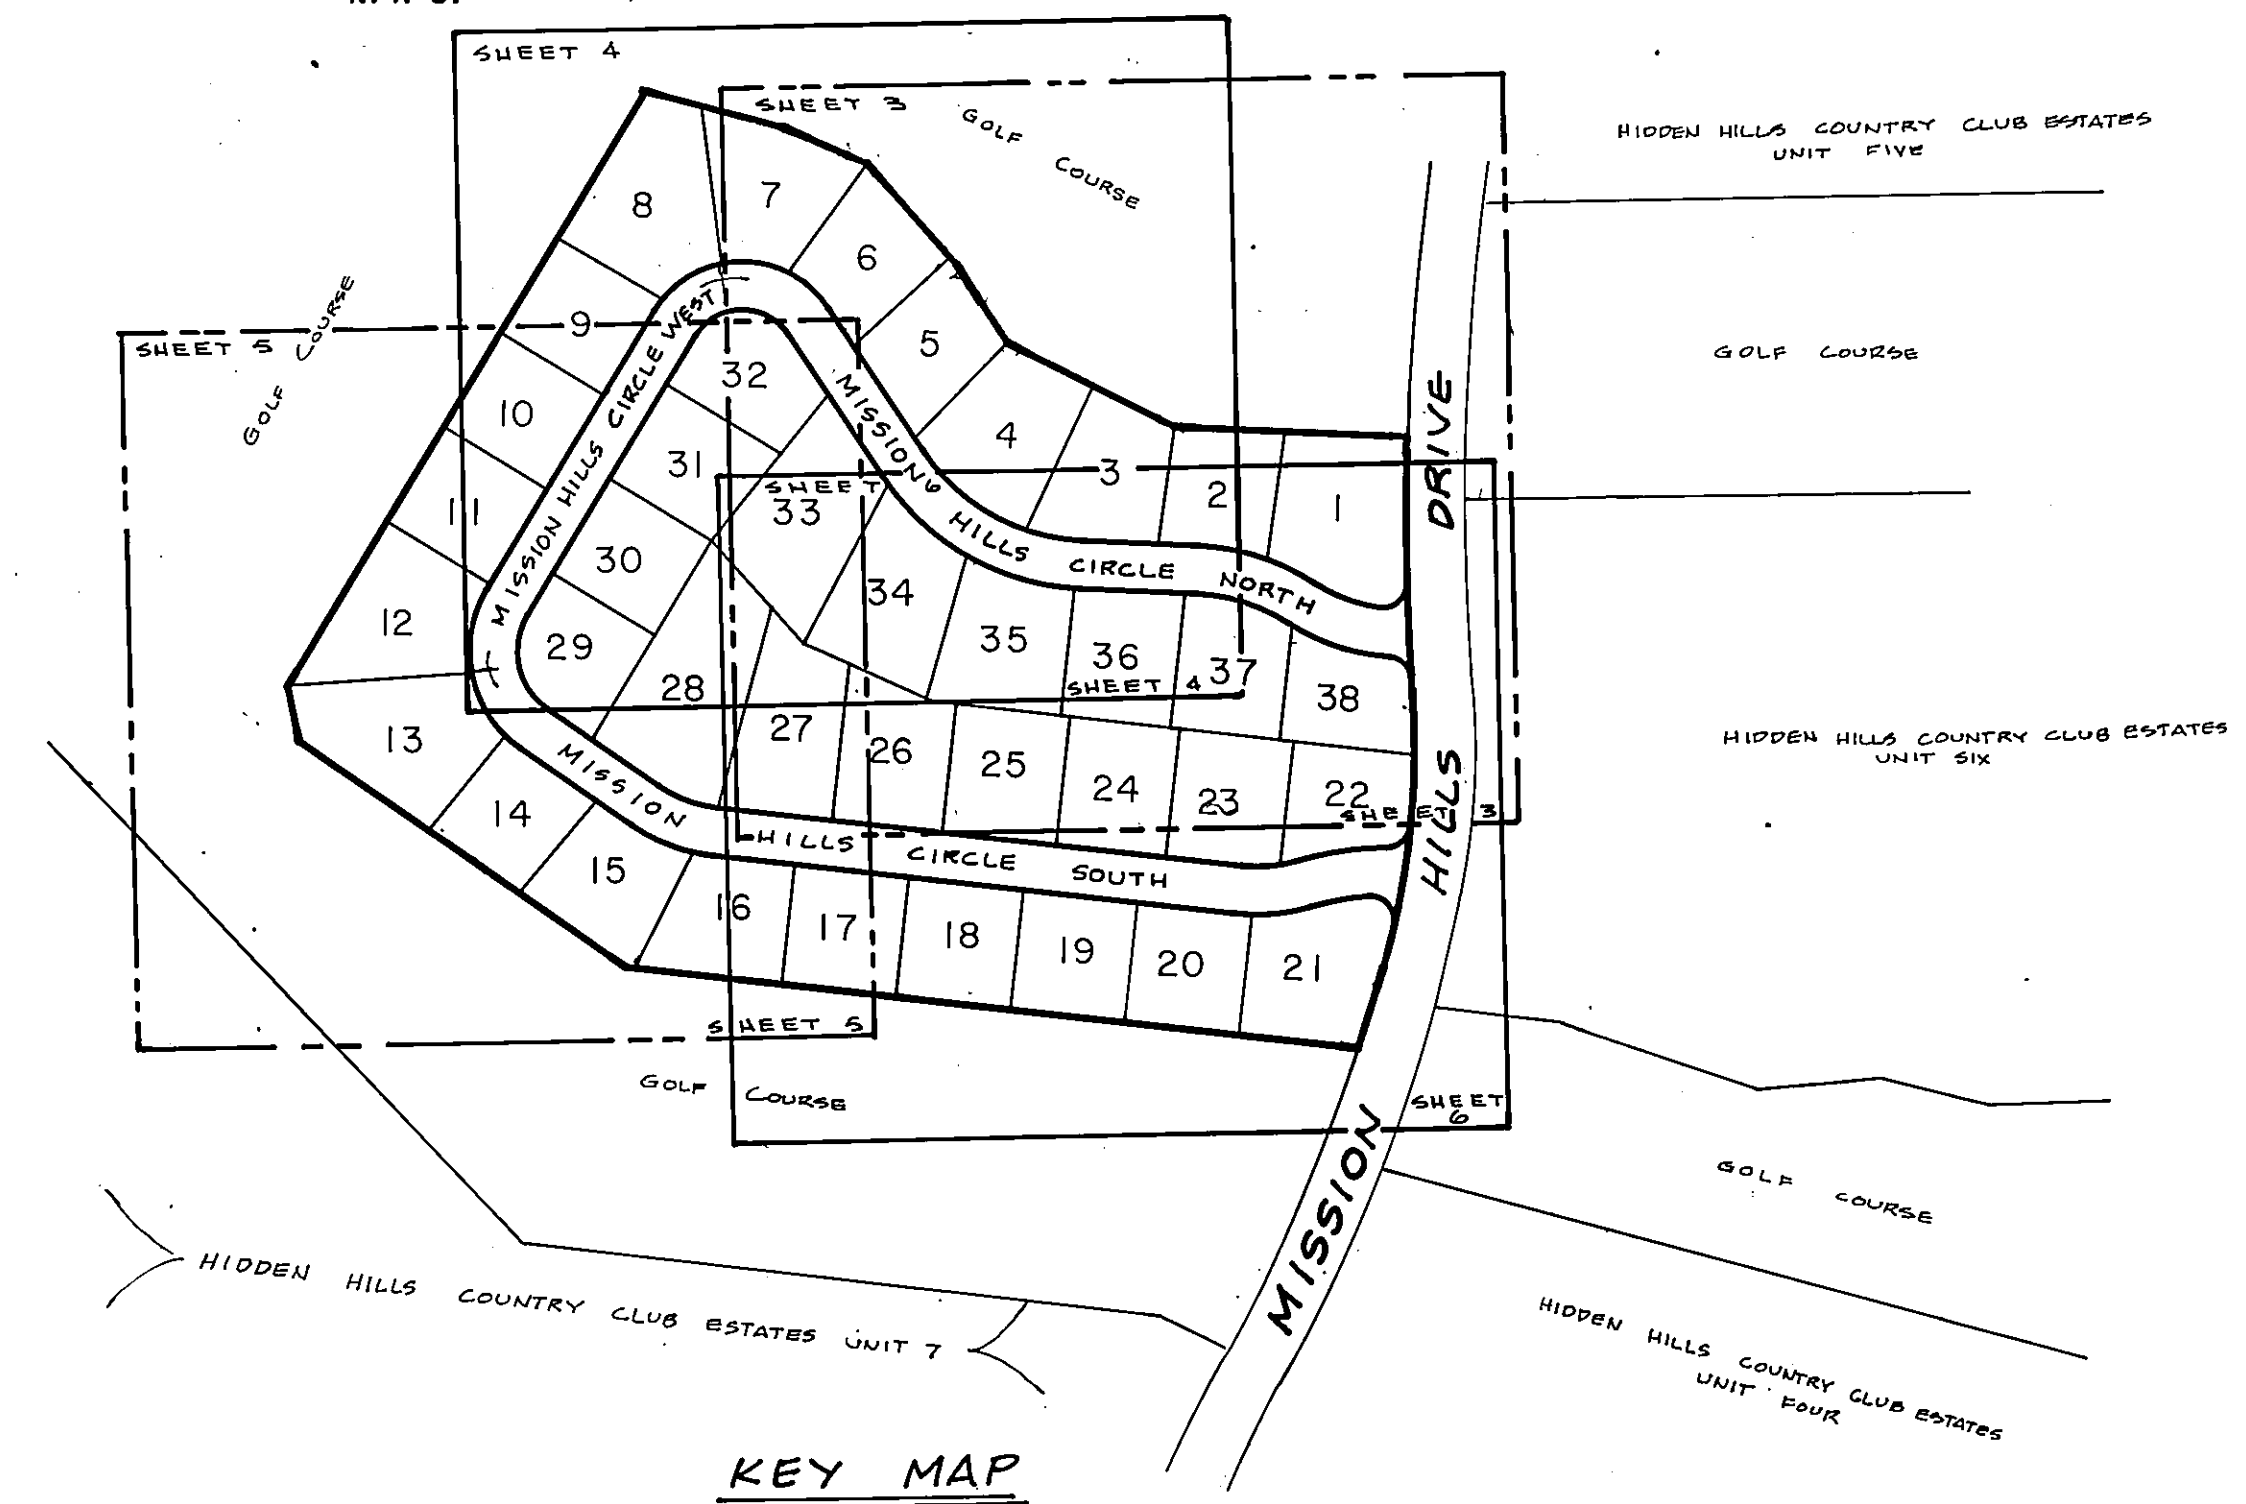 SHEET 4
SHEET 3
GOLF COURSE
HIDDEN HILLS COUNTRY CLUB ESTATES
UNIT FIVE
8
7
6
9
5
SHEET 5
GOLF COURSE
GOLF COURSE
MISSION HILLS CIRCLE WEST
32
10
31
4
3
2
1
11
SHEET 6
33
30
34
12
29
28
35
36
37
38
SHEET 4
MISSION HILLS CIRCLE NORTH
MISSION HILLS DRIVE
HIDDEN HILLS COUNTRY CLUB ESTATES
UNIT SIX
13
27
26
25
24
23
22
SHEET 3
14
15
MISSION HILLS CIRCLE SOUTH
16
17
18
19
20
21
SHEET 5
GOLF COURSE
SHEET
6
GOLF COURSE
HIDDEN HILLS COUNTRY CLUB ESTATES UNIT 7
HIDDEN HILLS COUNTRY CLUB ESTATES
UNIT FOUR
KEY MAP